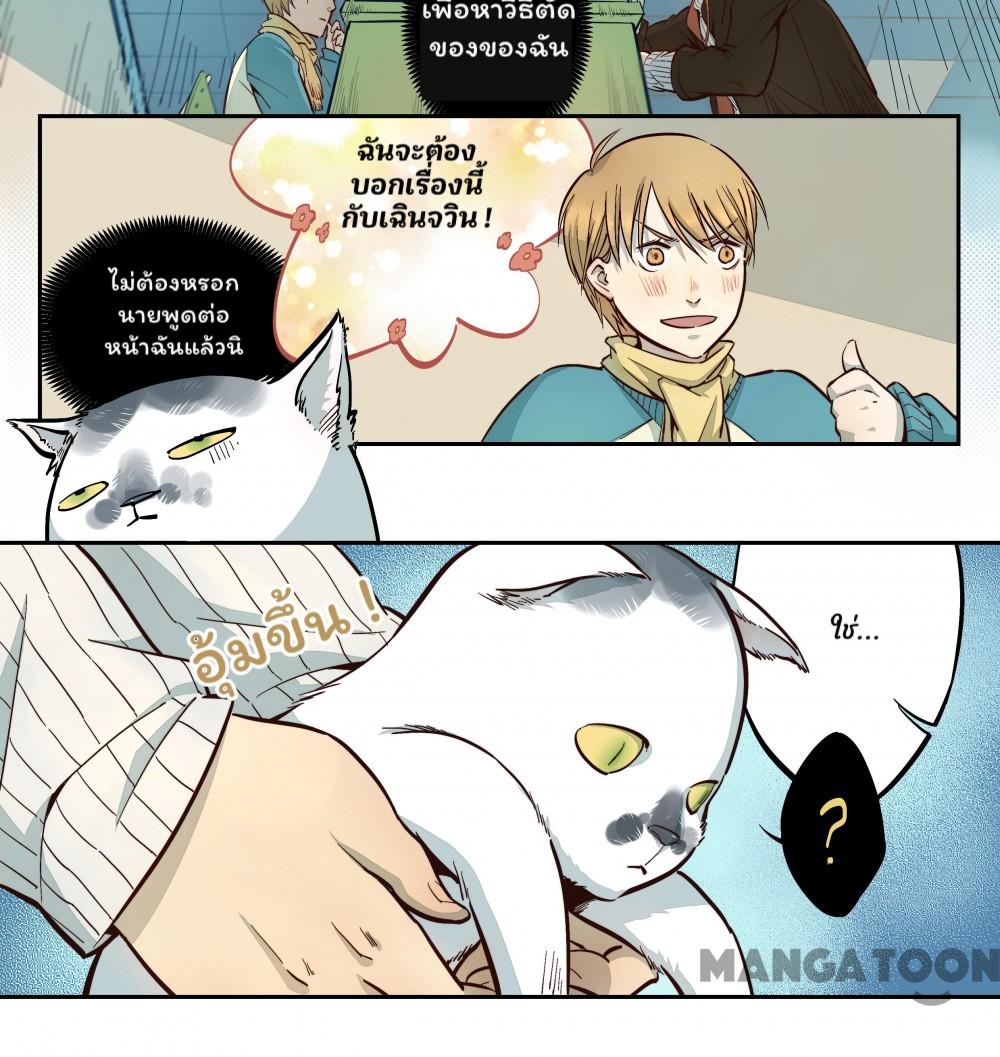 เพื่อหาวิธีตัด
ของของฉัน
ฉันจะต้อง
บอกเรื่องนี้
กับเฉินจวิน !
ไม่ต้องหรอก
นายพูดต่อ
หน้าฉันแล้วนิ
อุ้มขึ้น !
ใช่...
?
MANGATOON